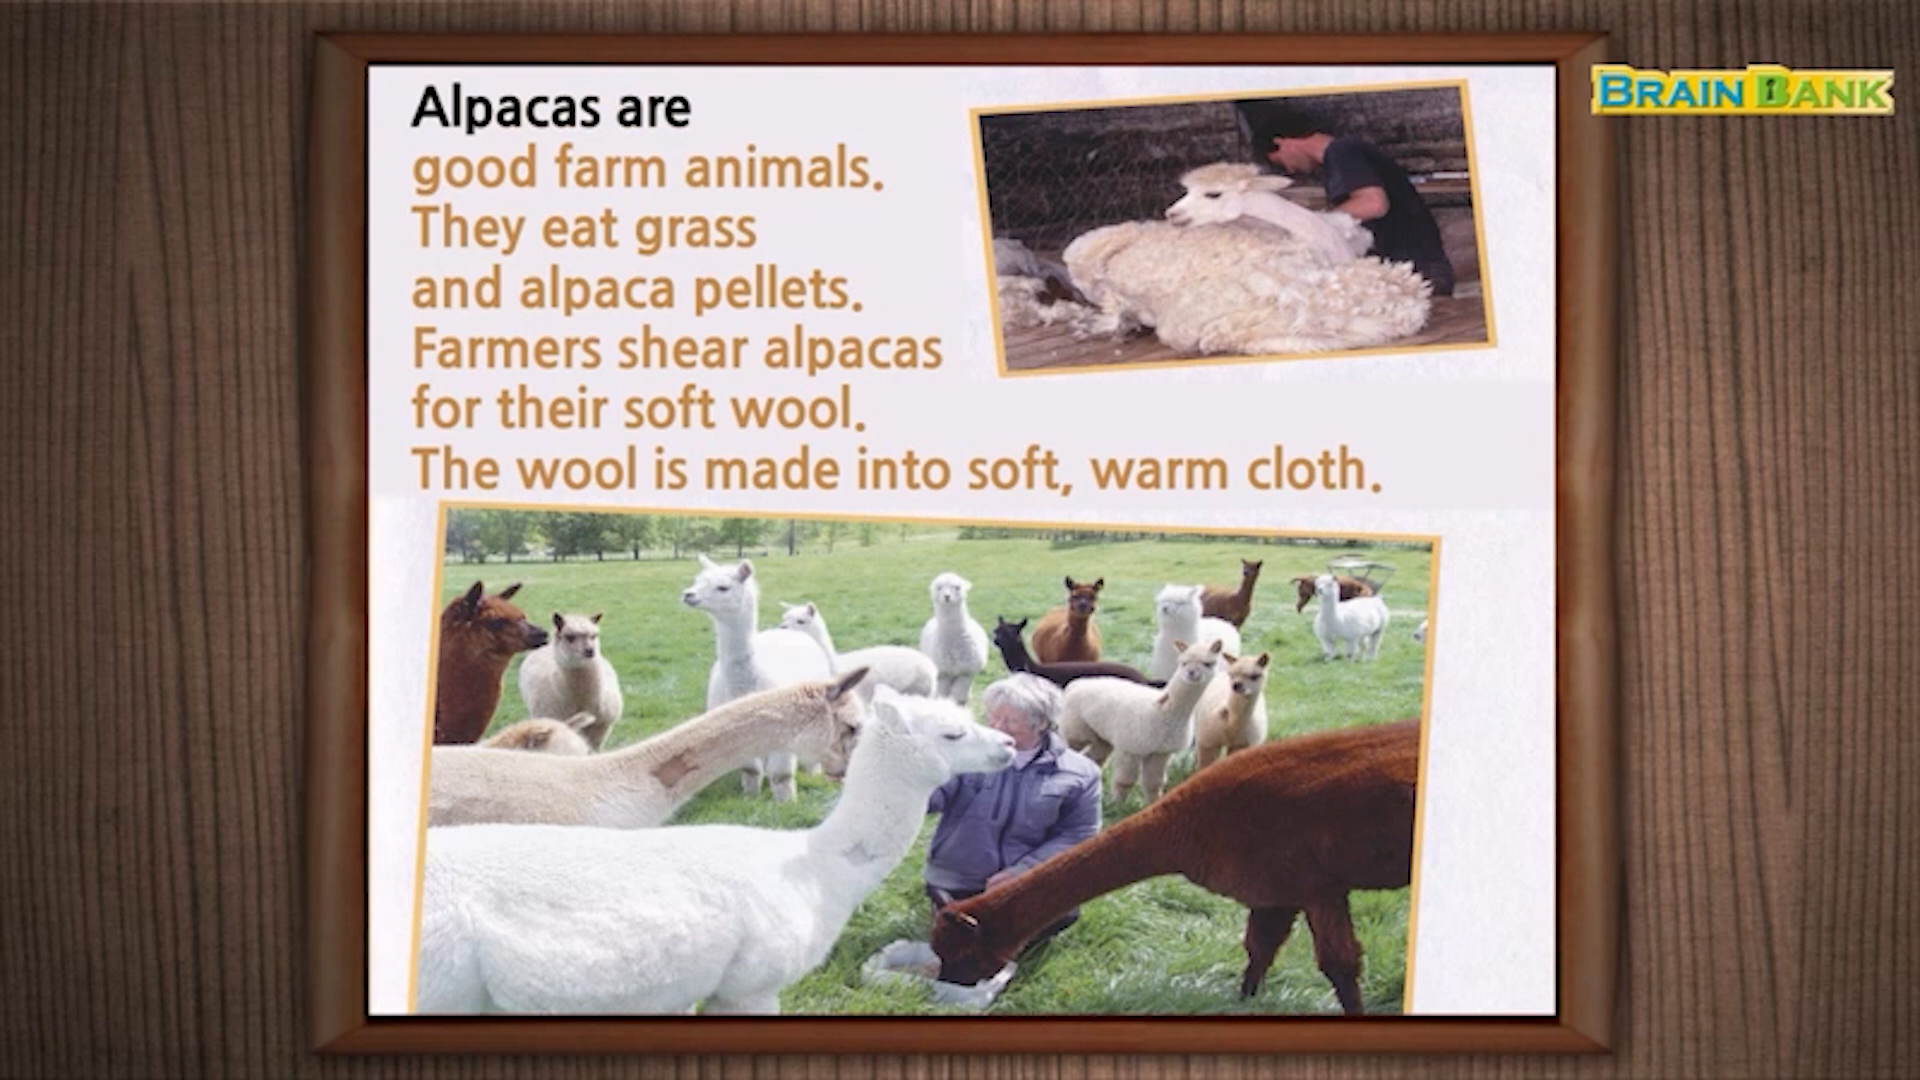 Alpacas are
good farm animals.
They eat grass
and alpaca pellets.
Farmers shear alpacas
for their soft wool.
The wool is made into soft, warm cloth.
BRAIN BANK